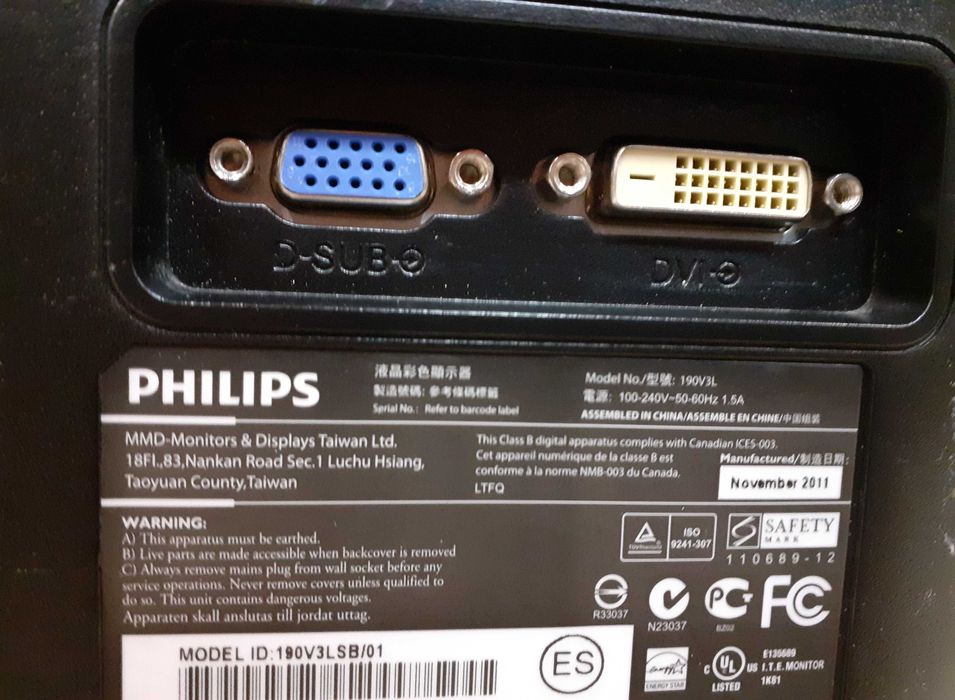 D-SUB
DVI
PHILIPS
液晶彩色顯示器
製造號碼: 參考條碼標籤
Serial No.: Refer to barcode label
Model No./型號: 190V3L
電源: 100-240V~50-60Hz 1.5A
ASSEMBLED IN CHINA/ASSEMBLE EN CHINE/中国组装
MMD-Monitors & Displays Taiwan Ltd.
18Fl.,83,Nankan Road Sec.1 Luchu Hsiang,
Taoyuan County,Taiwan
This Class B digital apparatus complies with Canadian ICES-003.
Cet appareil numérique de la classe B est
conforme à la norme NMB-003 du Canada.
LTFQ
Manufactured/制造日期:
November 2011
WARNING:
A) This apparatus must be earthed.
B) Live parts are made accessible when backcover is removed
C) Always remove mains plug from wall socket before any
service operations. Never remove covers unless qualified to
do so. This unit contains dangerous voltages.
Apparaten skall anslutas till jordat uttag.
TÜVRheinland
ISO
9241-307
SAFETY
MARK
110689-12
R33037
N23037
BZ02
FC
MODEL ID:190V3LSB/01
ES
ENERGY STAR
c UL US
LISTED
E135689
I.T.E. MONITOR
1K81